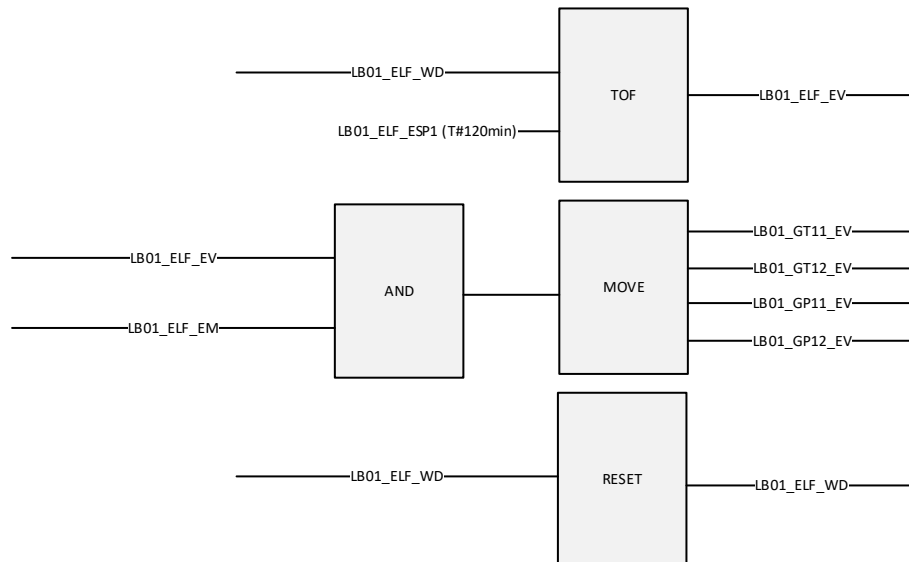 LB01_ELF_WD
TOF
LB01_ELF_EV
LB01_ELF_ESP1 (T#120min)
LB01_ELF_EV
LB01_ELF_EM
AND
MOVE
LB01_GT11_EV
LB01_GT12_EV
LB01_GP11_EV
LB01_GP12_EV
LB01_ELF_WD
RESET
LB01_ELF_WD